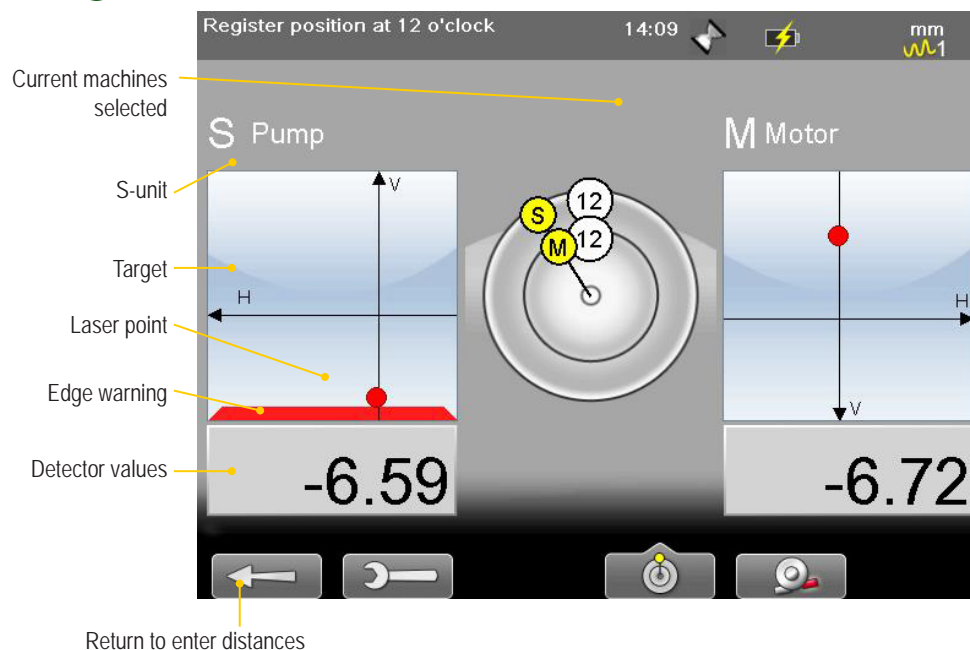 Register position at 12 o'clock
14:09
mm
1
Current machines
selected
S Pump
M Motor
S-unit
V
12
S
12
M
Target
H
H
Laser point
Edge warning
V
Detector values
-6.59
-6.72
Return to enter distances